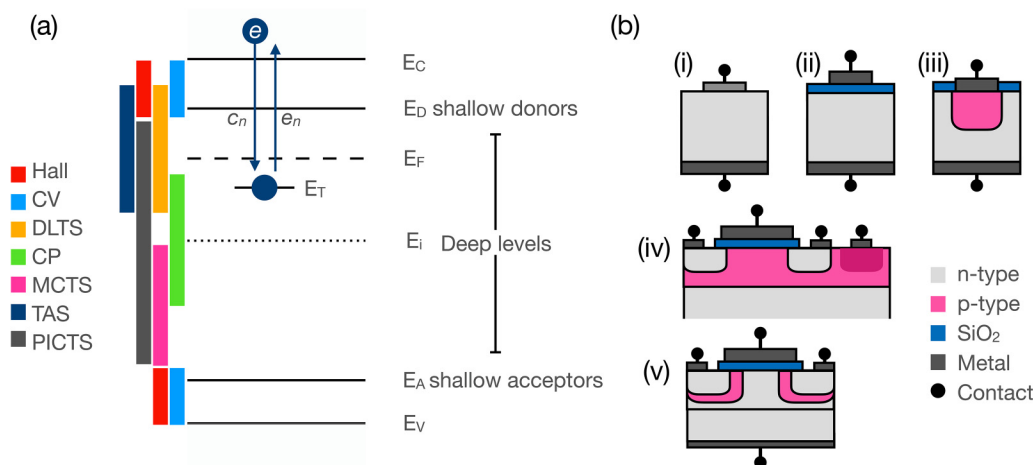 (a)
e
E_C
E_D shallow donors
c_n
e_n
E_F
E_T
E_i
Deep levels
E_A shallow acceptors
E_V
Hall
CV
DLTS
CP
MCTS
TAS
PICTS
(b)
(i)
(ii)
(iii)
(iv)
(v)
n-type
p-type
SiO₂
Metal
Contact